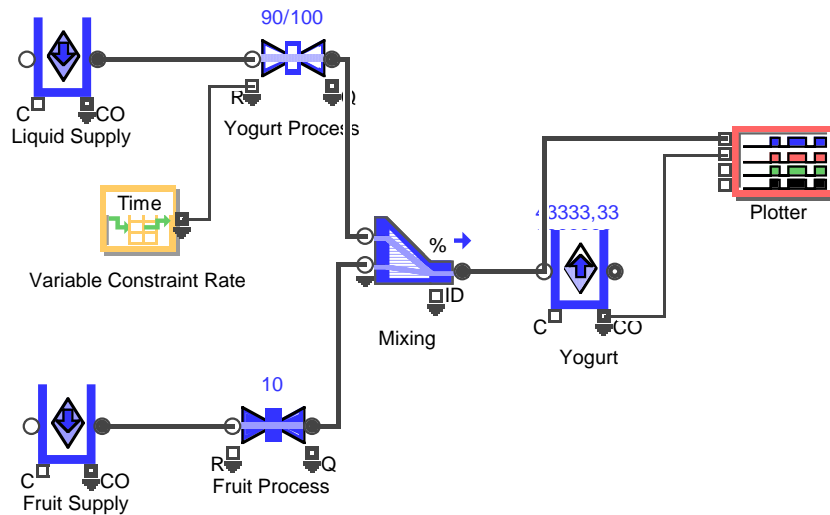 90/100
C CO
Liquid Supply
R
Yogurt Process
Time
Variable Constraint Rate
%
ID
Mixing
3333,33
C CO
Yogurt
Plotter
10
C CO
Fruit Supply
R Q
Fruit Process